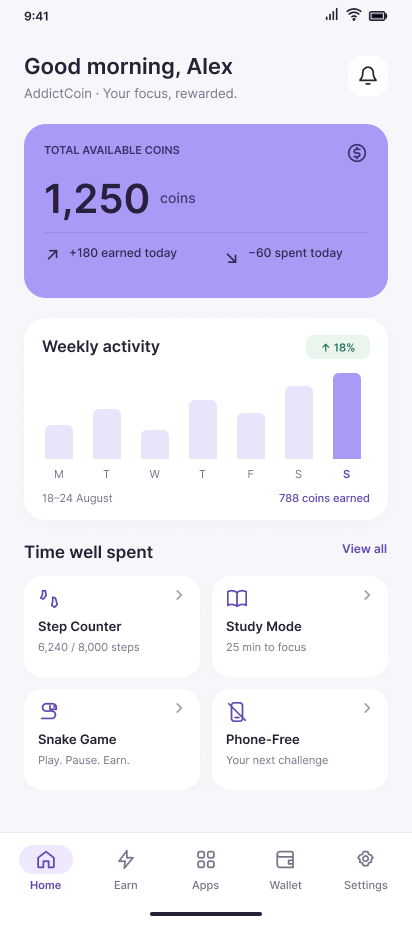 9:41
Good morning, Alex
AddictCoin · Your focus, rewarded.
TOTAL AVAILABLE COINS
1,250 coins
+180 earned today
−60 spent today
Weekly activity
↑ 18%
M T W T F S S
18–24 August
788 coins earned
Time well spent
View all
Step Counter
6,240 / 8,000 steps
Study Mode
25 min to focus
Snake Game
Play. Pause. Earn.
Phone-Free
Your next challenge
Home
Earn
Apps
Wallet
Settings